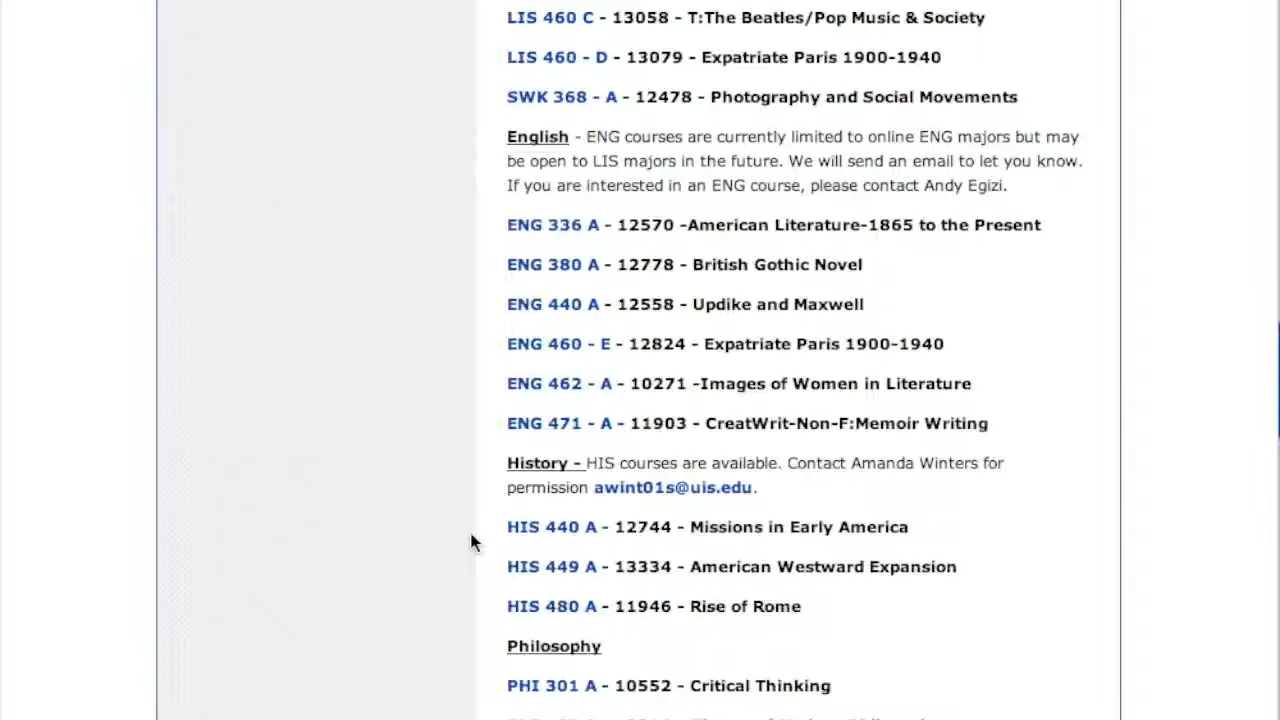 LIS 460 C - 13058 - T:The Beatles/Pop Music & Society
LIS 460 - D - 13079 - Expatriate Paris 1900-1940
SWK 368 - A - 12478 - Photography and Social Movements
English - ENG courses are currently limited to online ENG majors but may
be open to LIS majors in the future. We will send an email to let you know.
If you are interested in an ENG course, please contact Andy Egizi.
ENG 336 A - 12570 -American Literature-1865 to the Present
ENG 380 A - 12778 - British Gothic Novel
ENG 440 A - 12558 - Updike and Maxwell
ENG 460 - E - 12824 - Expatriate Paris 1900-1940
ENG 462 - A - 10271 -Images of Women in Literature
ENG 471 - A - 11903 - CreatWrit-Non-F:Memoir Writing
History - HIS courses are available. Contact Amanda Winters for
permission awint01s@uis.edu.
HIS 440 A - 12744 - Missions in Early America
HIS 449 A - 13334 - American Westward Expansion
HIS 480 A - 11946 - Rise of Rome
Philosophy
PHI 301 A - 10552 - Critical Thinking